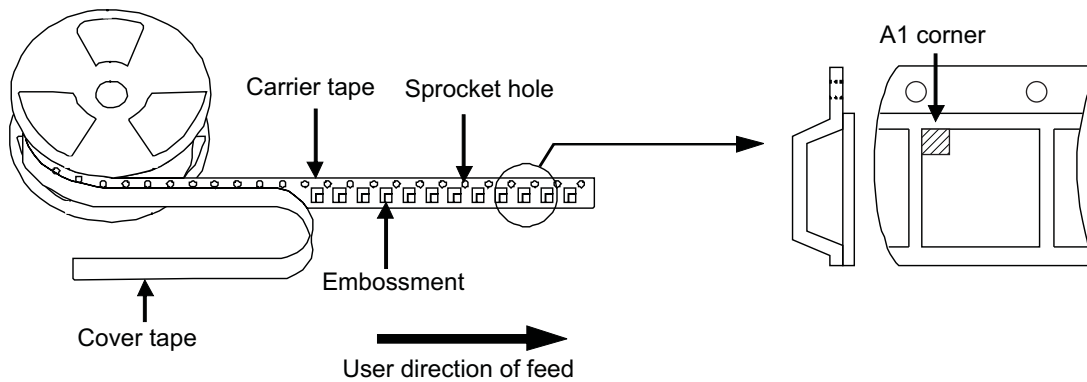 A1 corner
Carrier tape
Sprocket hole
Embossment
Cover tape
User direction of feed